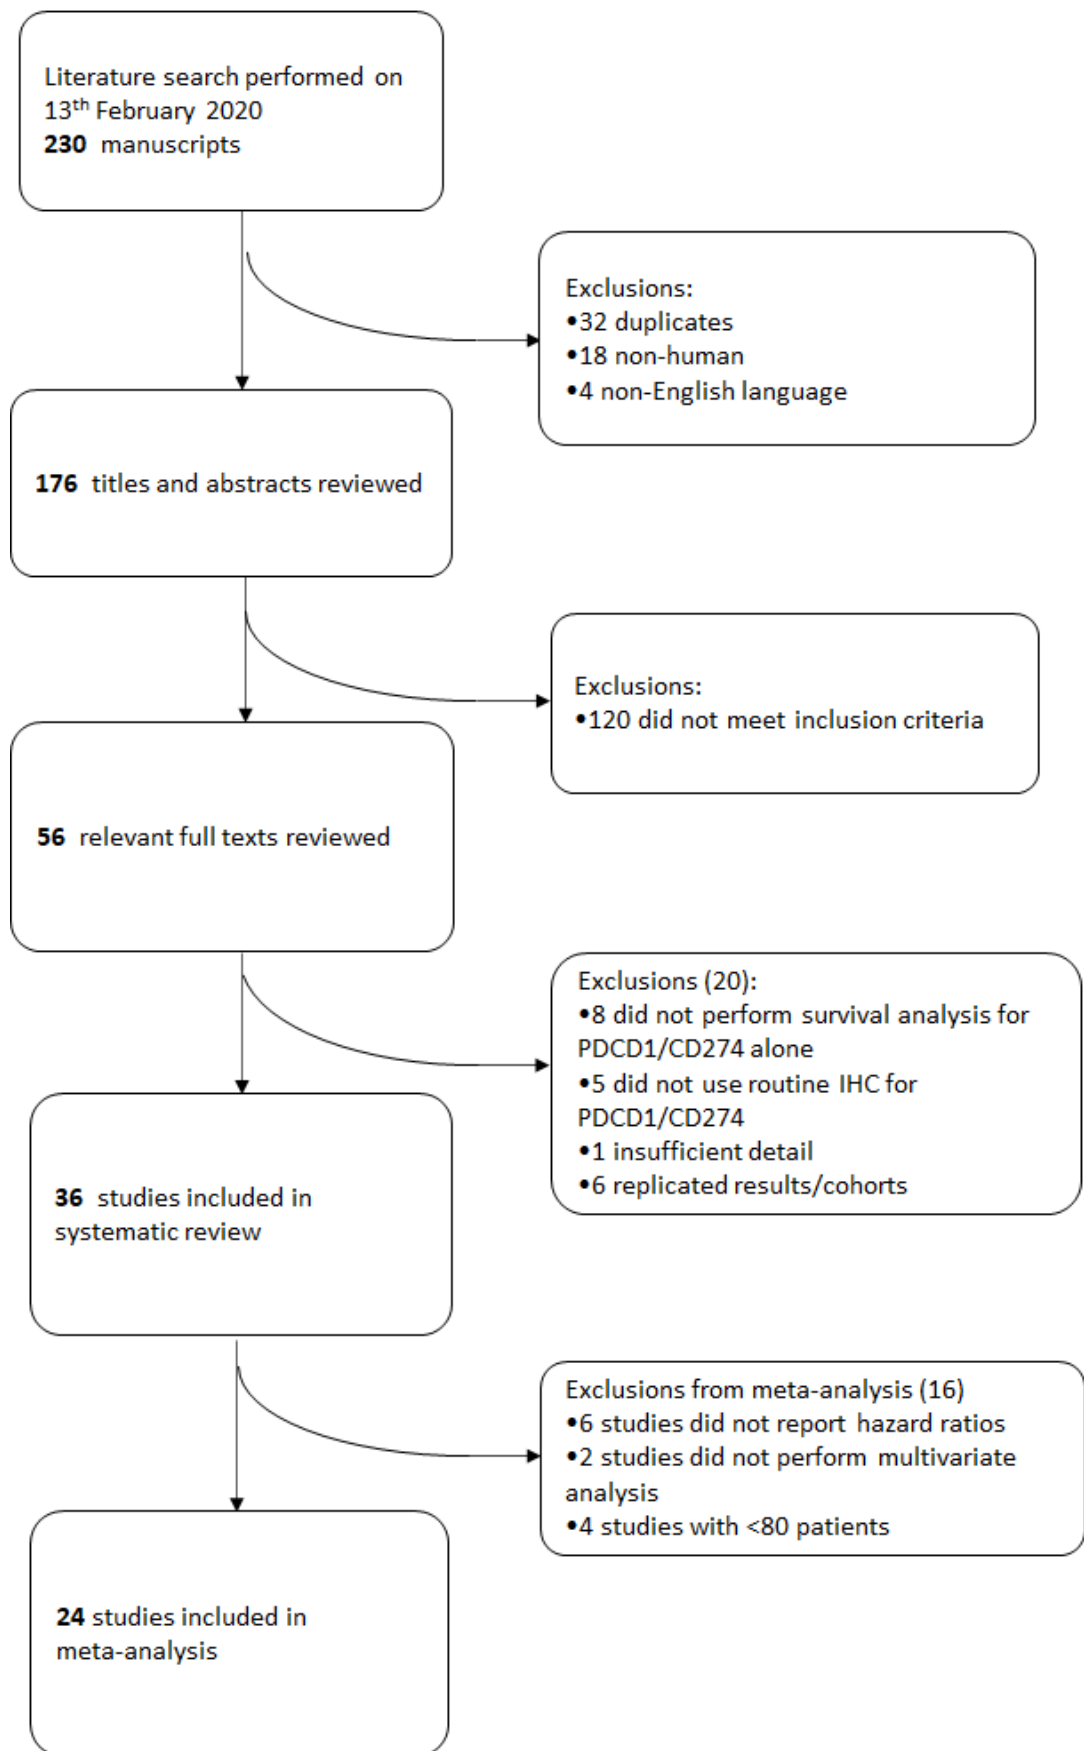 Literature search performed on
13th February 2020
230 manuscripts
Exclusions:
•32 duplicates
•18 non-human
•4 non-English language
176 titles and abstracts reviewed
Exclusions:
•120 did not meet inclusion criteria
56 relevant full texts reviewed
Exclusions (20):
•8 did not perform survival analysis for
PDCD1/CD274 alone
•5 did not use routine IHC for
PDCD1/CD274
•1 insufficient detail
•6 replicated results/cohorts
36 studies included in
systematic review
Exclusions from meta-analysis (16)
•6 studies did not report hazard ratios
•2 studies did not perform multivariate
analysis
•4 studies with <80 patients
24 studies included in
meta-analysis